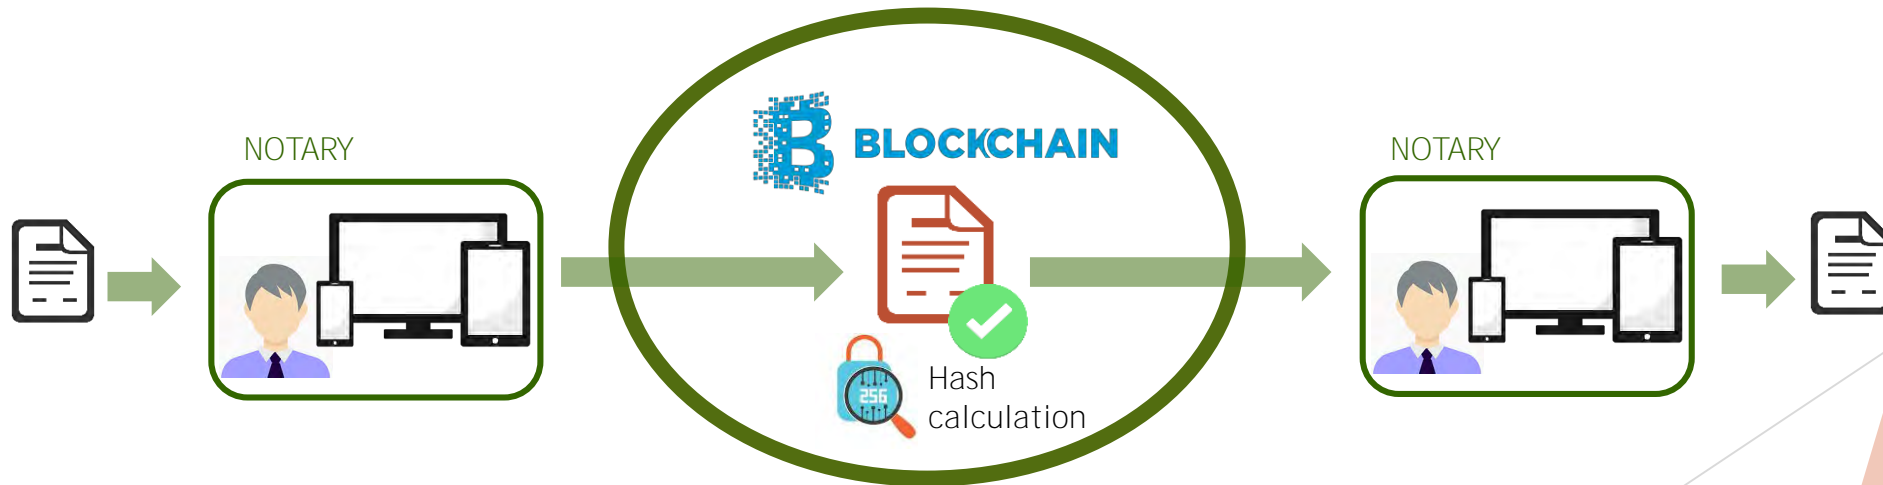 NOTARY
BLOCKCHAIN
NOTARY
256
Hash
calculation